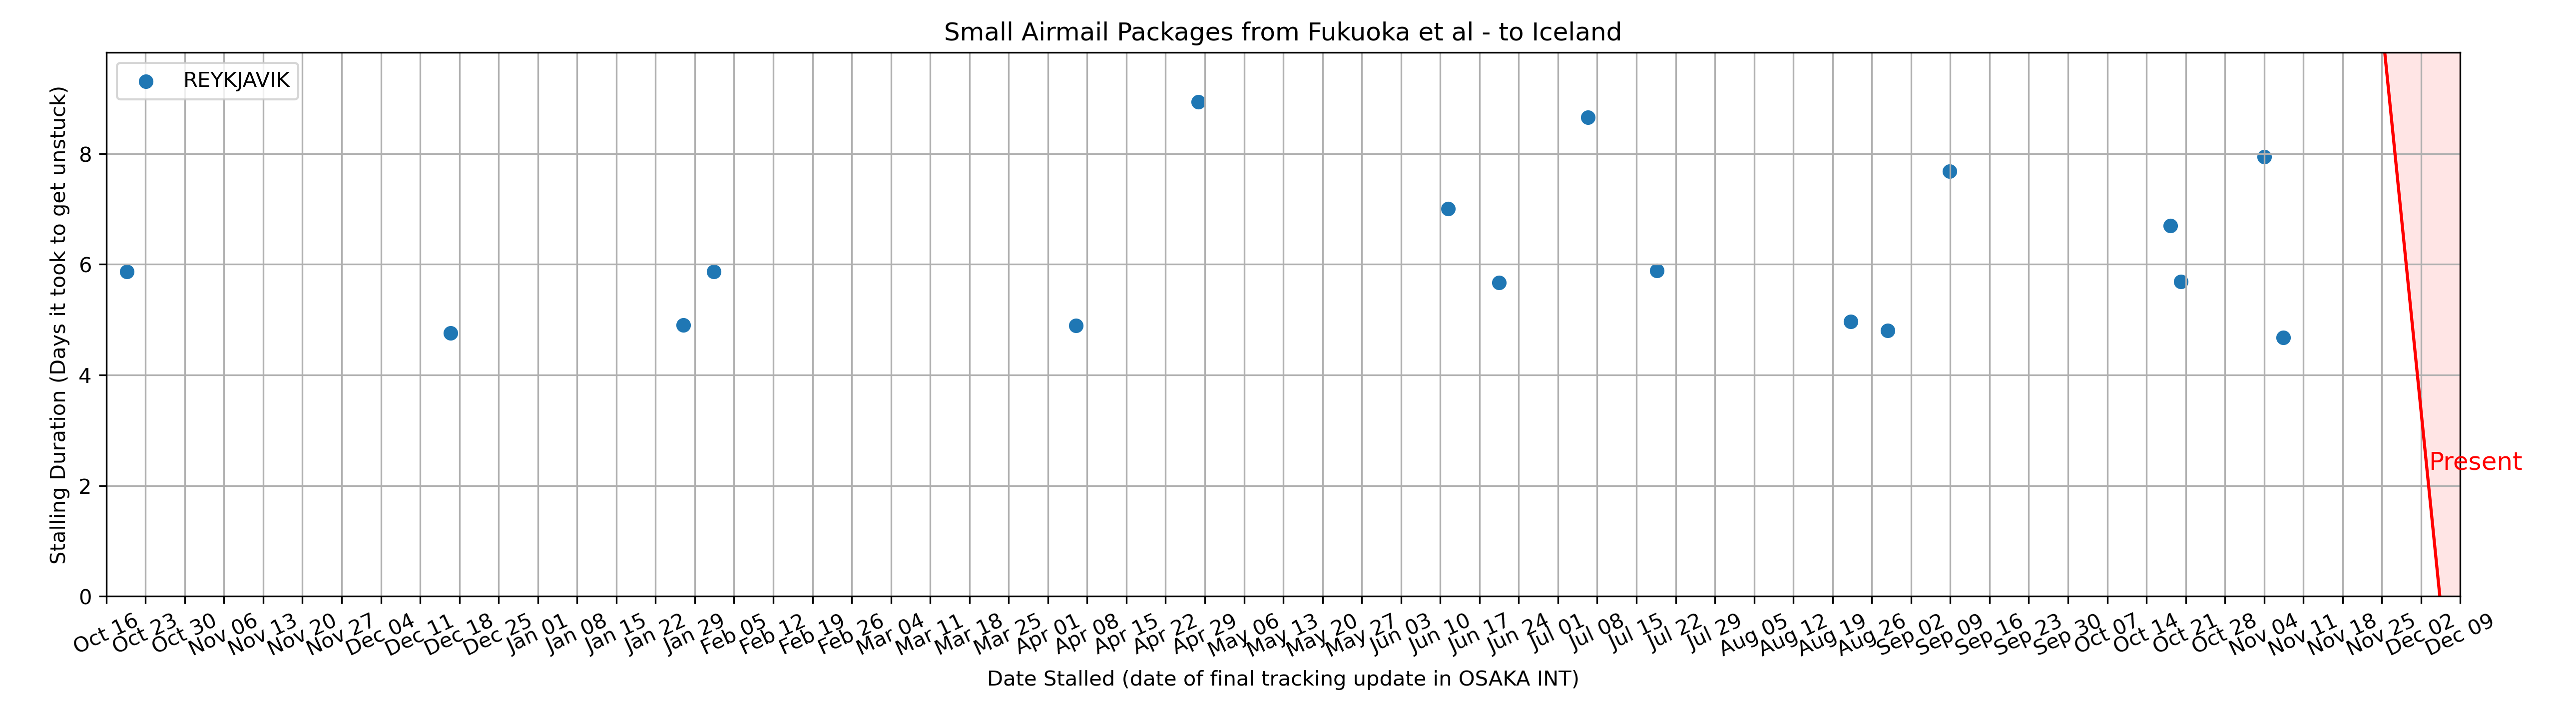 Small Airmail Packages from Fukuoka et al - to Iceland
REYKJAVIK
Stalling Duration (Days it took to get unstuck)
8
6
4
2
0
Present
Oct 16
Oct 23
Oct 30
Nov 06
Nov 13
Nov 20
Nov 27
Dec 04
Dec 11
Dec 18
Dec 25
Jan 01
Jan 08
Jan 15
Jan 22
Jan 29
Feb 05
Feb 12
Feb 19
Feb 26
Mar 04
Mar 11
Mar 18
Mar 25
Apr 01
Apr 08
Apr 15
Apr 22
Apr 29
May 06
May 13
May 20
May 27
Jun 03
Jun 10
Jun 17
Jun 24
Jul 01
Jul 08
Jul 15
Jul 22
Jul 29
Aug 05
Aug 12
Aug 19
Aug 26
Sep 02
Sep 09
Sep 16
Sep 23
Sep 30
Oct 07
Oct 14
Oct 21
Oct 28
Nov 04
Nov 11
Nov 18
Nov 25
Dec 02
Dec 09
Date Stalled (date of final tracking update in OSAKA INT)